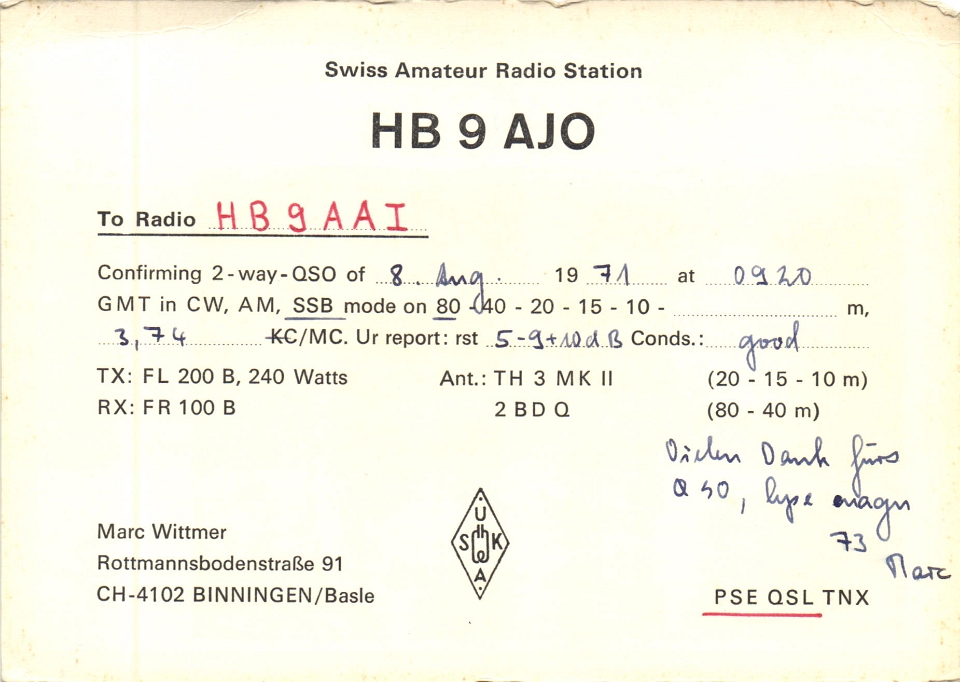 Swiss Amateur Radio Station
HB 9 AJO
To Radio HB9AAI
Confirming 2-way-QSO of 8. Aug. 1971 at 0920
GMT in CW, AM, SSB mode on 80 - 40 - 20 - 15 - 10 - m,
3,74 KC/MC. Ur report: rst 5-9+10dB Conds.: good
TX: FL 200 B, 240 Watts Ant.: TH 3 MK II (20 - 15 - 10 m)
RX: FR 100 B 2 BD Q (80 - 40 m)
Vielen Dank fürs
QSO, hpe again
73
Marc
Marc Wittmer
Rottmannsbodenstraße 91
CH-4102 BINNINGEN/Basle
U
S K
A
PSE QSL TNX